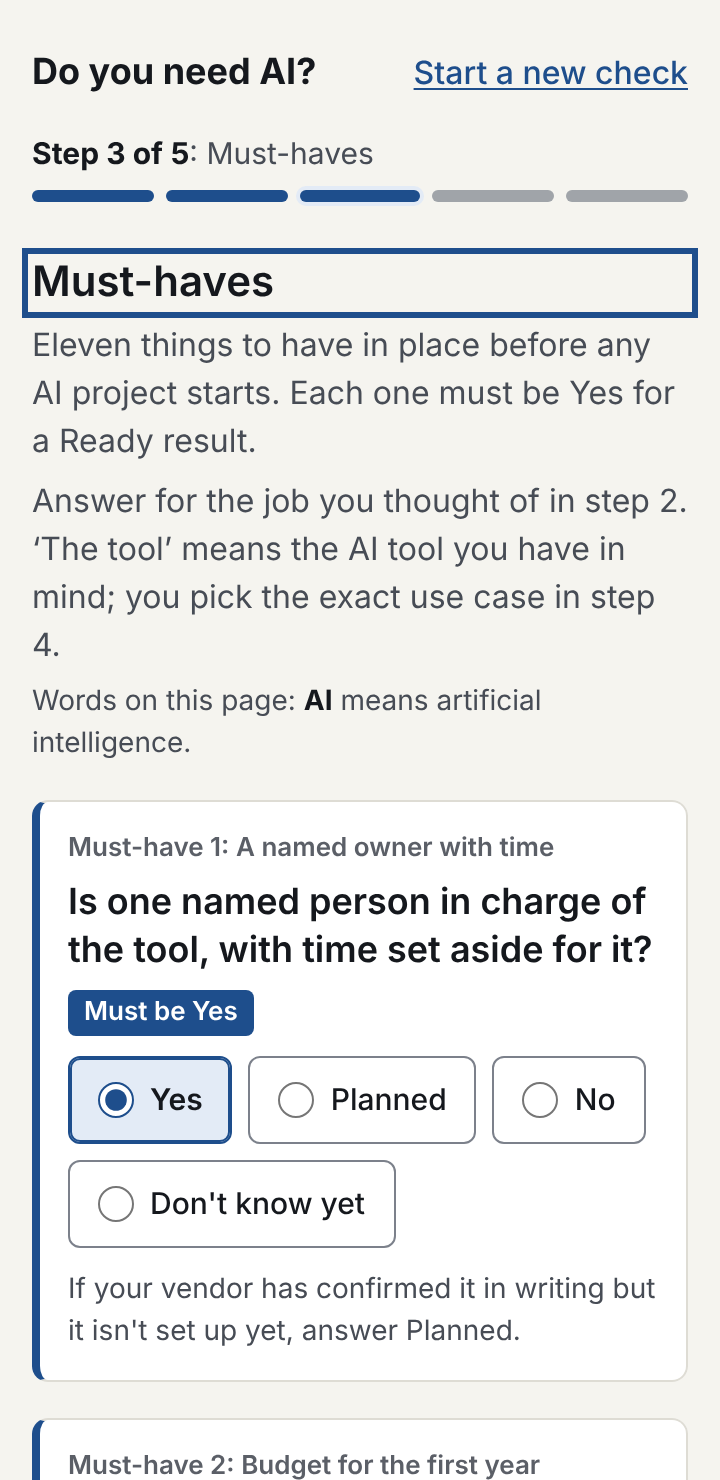 Do you need AI?
Start a new check
Step 3 of 5: Must-haves
Must-haves
Eleven things to have in place before any
AI project starts. Each one must be Yes for
a Ready result.
Answer for the job you thought of in step 2.
‘The tool’ means the AI tool you have in
mind; you pick the exact use case in step
4.
Words on this page: AI means artificial
intelligence.
Must-have 1: A named owner with time
Is one named person in charge of
the tool, with time set aside for it?
Must be Yes
Yes
Planned
No
Don't know yet
If your vendor has confirmed it in writing but
it isn't set up yet, answer Planned.
Must-have 2: Budget for the first year